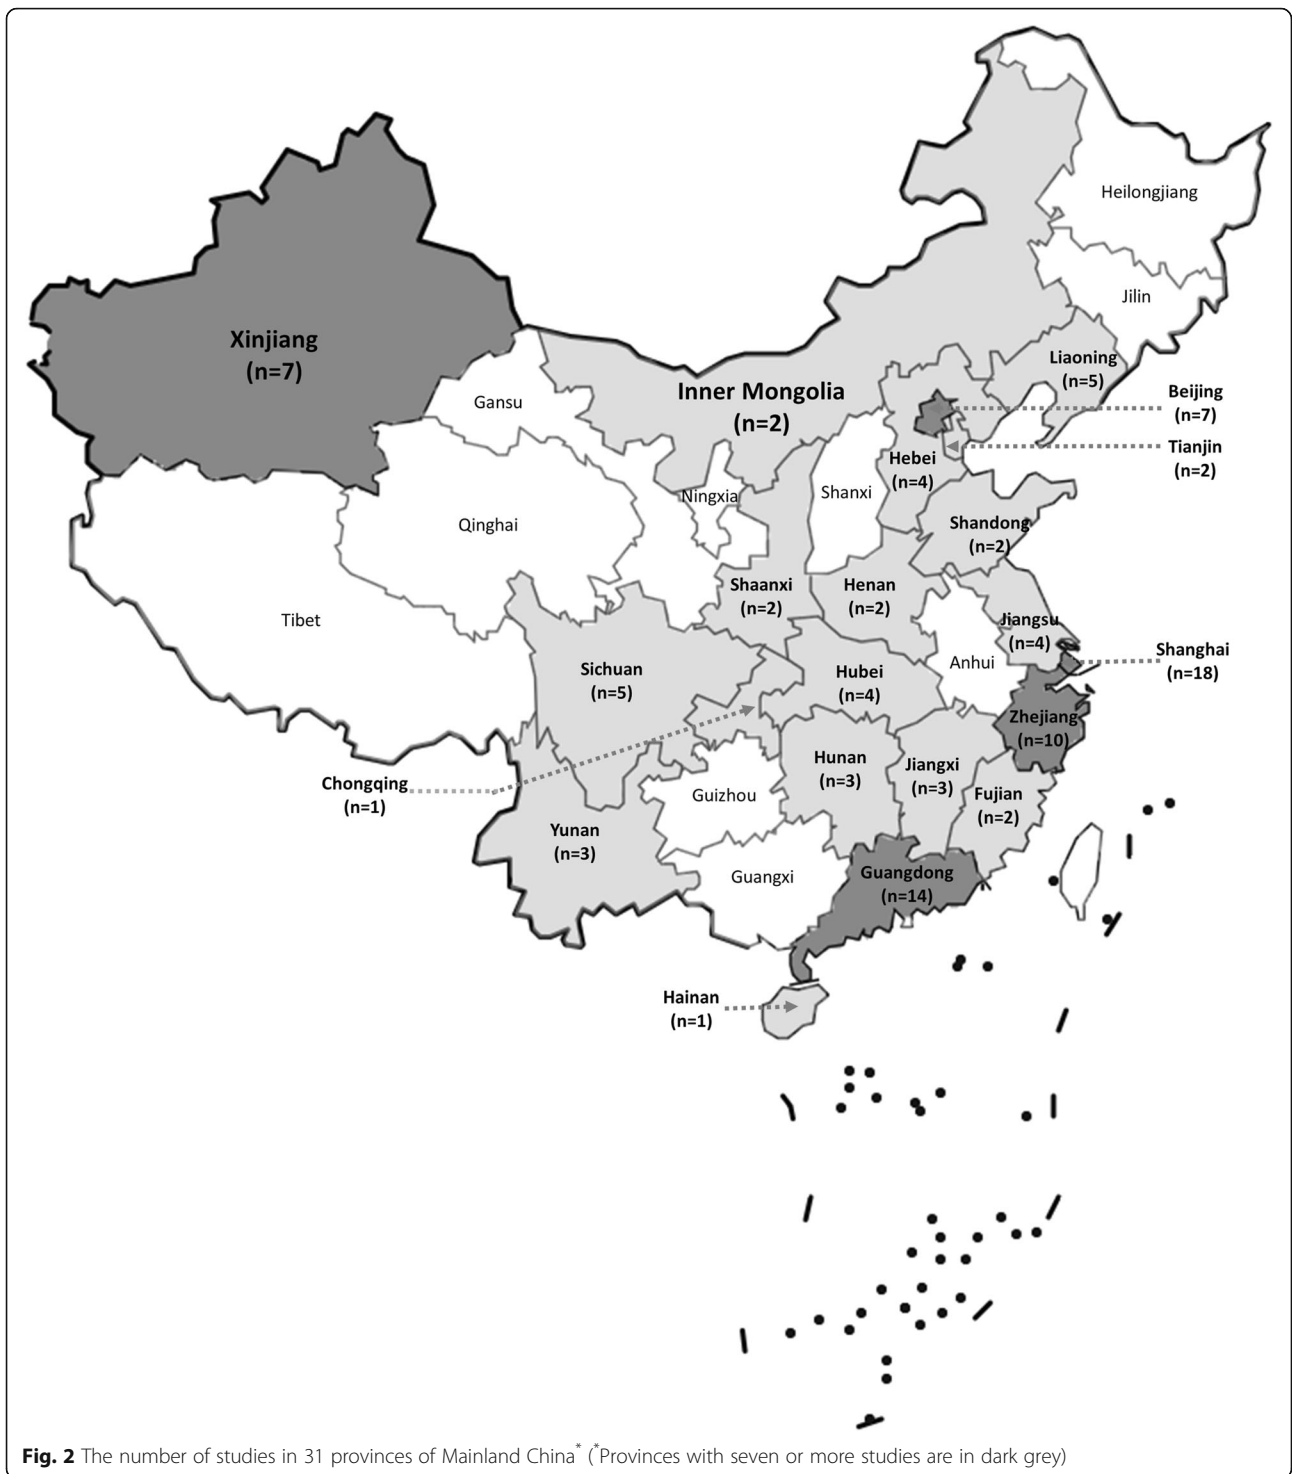 Heilongjiang
Jilin
Xinjiang
(n=7)
Liaoning
(n=5)
Gansu
Inner Mongolia
(n=2)
Beijing
(n=7)
Tianjin
(n=2)
Hebei
(n=4)
Ningxia
Shanxi
Qinghai
Shandong
(n=2)
Shaanxi
(n=2)
Henan
(n=2)
Tibet
Jiangsu
(n=4)
Anhui
Shanghai
(n=18)
Sichuan
(n=5)
Hubei
(n=4)
Zhejiang
(n=10)
Chongqing
(n=1)
Hunan
(n=3)
Jiangxi
(n=3)
Guizhou
Fujian
(n=2)
Yunan
(n=3)
Guangxi
Guangdong
(n=14)
Hainan
(n=1)
Fig. 2 The number of studies in 31 provinces of Mainland China* (*Provinces with seven or more studies are in dark grey)